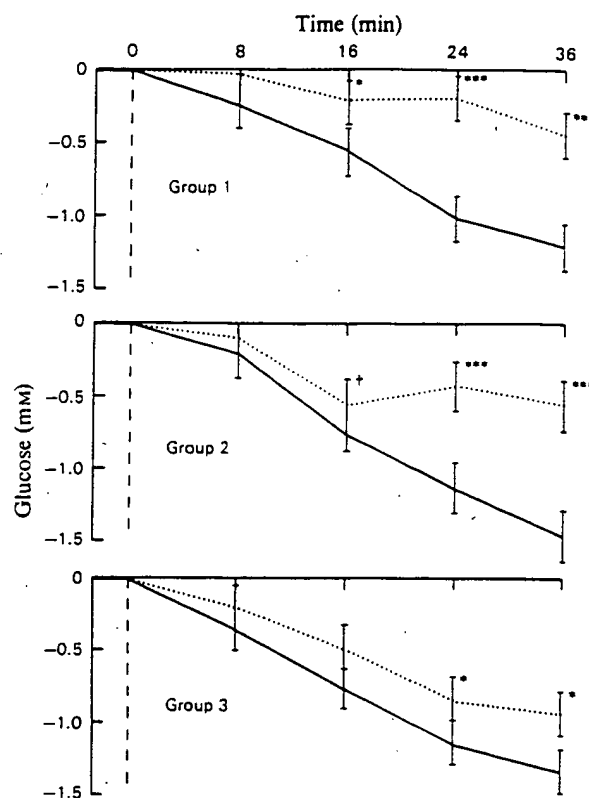 Time (min)
0 8 16 24 36
0
-0.5
-1.0
-1.5
* *** **
Group 1
0
-0.5
-1.0
-1.5
† *** ***
Group 2
Glucose (mM)
0
-0.5
-1.0
-1.5
* *
Group 3